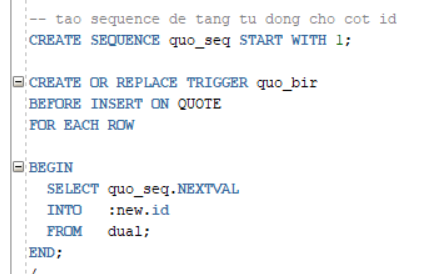 -- tao sequence de tang tu dong cho cot id
CREATE SEQUENCE quo_seq START WITH 1;
CREATE OR REPLACE TRIGGER quo_bir
BEFORE INSERT ON QUOTE
FOR EACH ROW
BEGIN
SELECT quo_seq.NEXTVAL
INTO :new.id
FROM dual;
END;
/